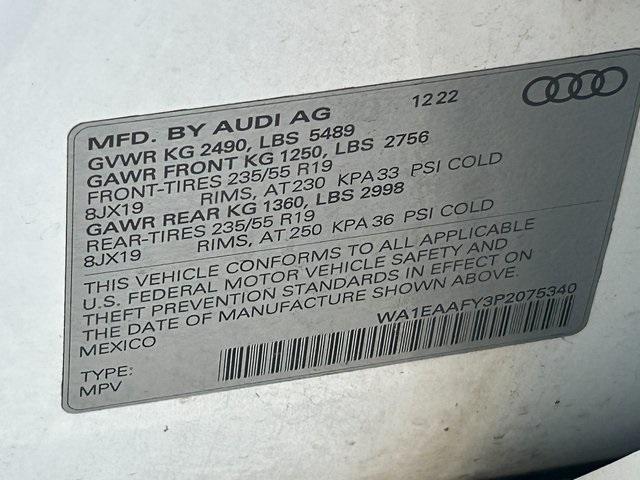 MFD. BY AUDI AG 12 22
GVWR KG 2490, LBS 5489
GAWR FRONT KG 1250, LBS 2756
FRONT-TIRES 235/55 R19
8JX19 RIMS, AT 230 KPA 33 PSI COLD
GAWR REAR KG 1360, LBS 2998
REAR-TIRES 235/55 R19
8JX19 RIMS, AT 250 KPA 36 PSI COLD
THIS VEHICLE CONFORMS TO ALL APPLICABLE
U.S. FEDERAL MOTOR VEHICLE SAFETY AND
THEFT PREVENTION STANDARDS IN EFFECT ON
THE DATE OF MANUFACTURE SHOWN ABOVE.
MEXICO
WA1EAAFY3P2075340
TYPE:
MPV